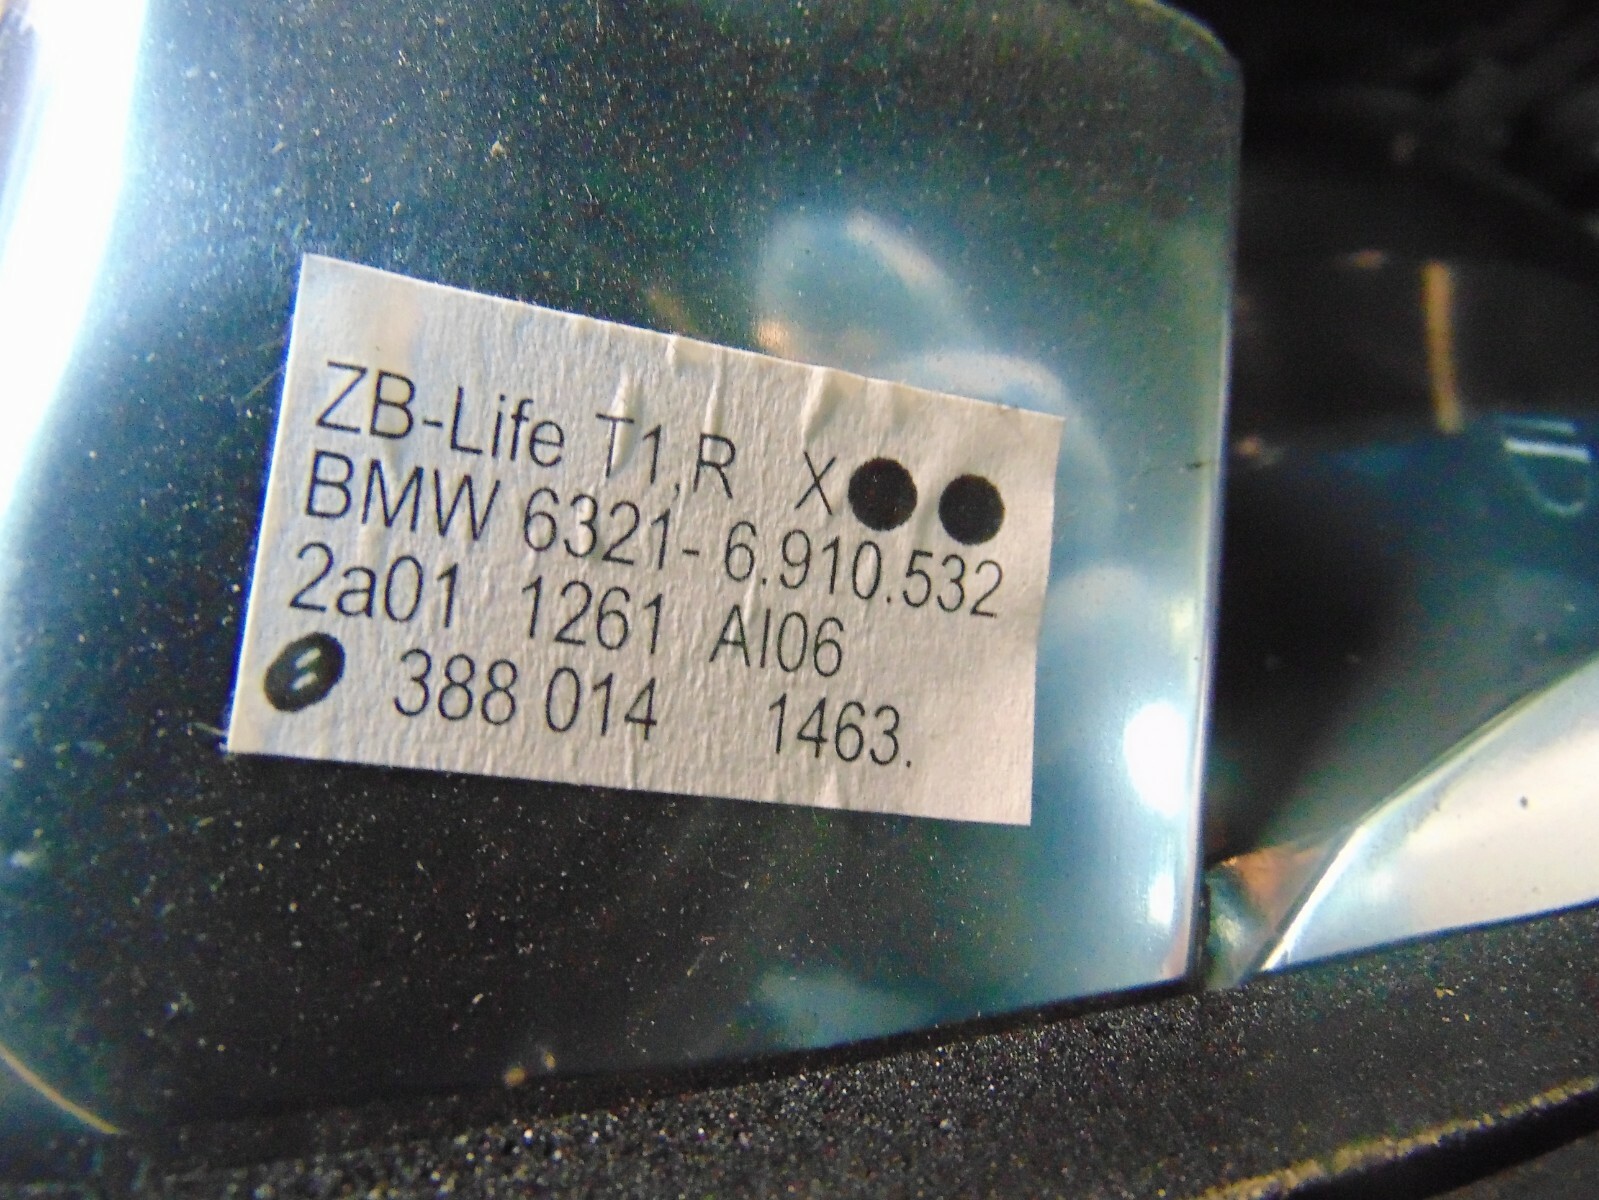 ZB-Life T1,R X●●
BMW 6321-6.910.532
2a01 1261 AI06
388 014 1463.